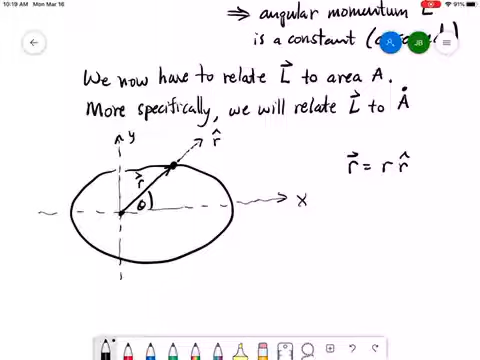 10:19 AM Mon Mar 16
91%
⇒ angular momentum L
is a constant
JB
We now have to relate L⃗ to area A.
More specifically, we will relate L⃗ to Ȧ
y
r̂
r⃗
θ
x
r⃗ = r r̂